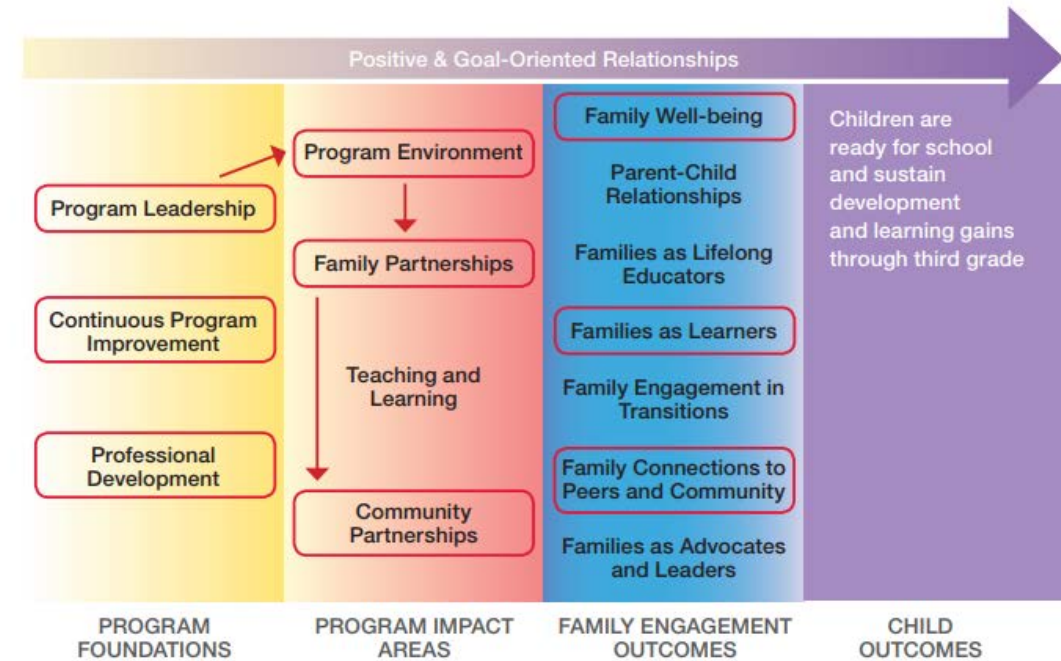 Positive & Goal-Oriented Relationships
Program Leadership
Continuous Program
Improvement
Professional
Development
Program Environment
Family Partnerships
Teaching and
Learning
Community
Partnerships
Family Well-being
Parent-Child
Relationships
Families as Lifelong
Educators
Families as Learners
Family Engagement in
Transitions
Family Connections to
Peers and Community
Families as Advocates
and Leaders
Children are
ready for school
and sustain
development
and learning gains
through third grade
PROGRAM
FOUNDATIONS
PROGRAM IMPACT
AREAS
FAMILY ENGAGEMENT
OUTCOMES
CHILD
OUTCOMES